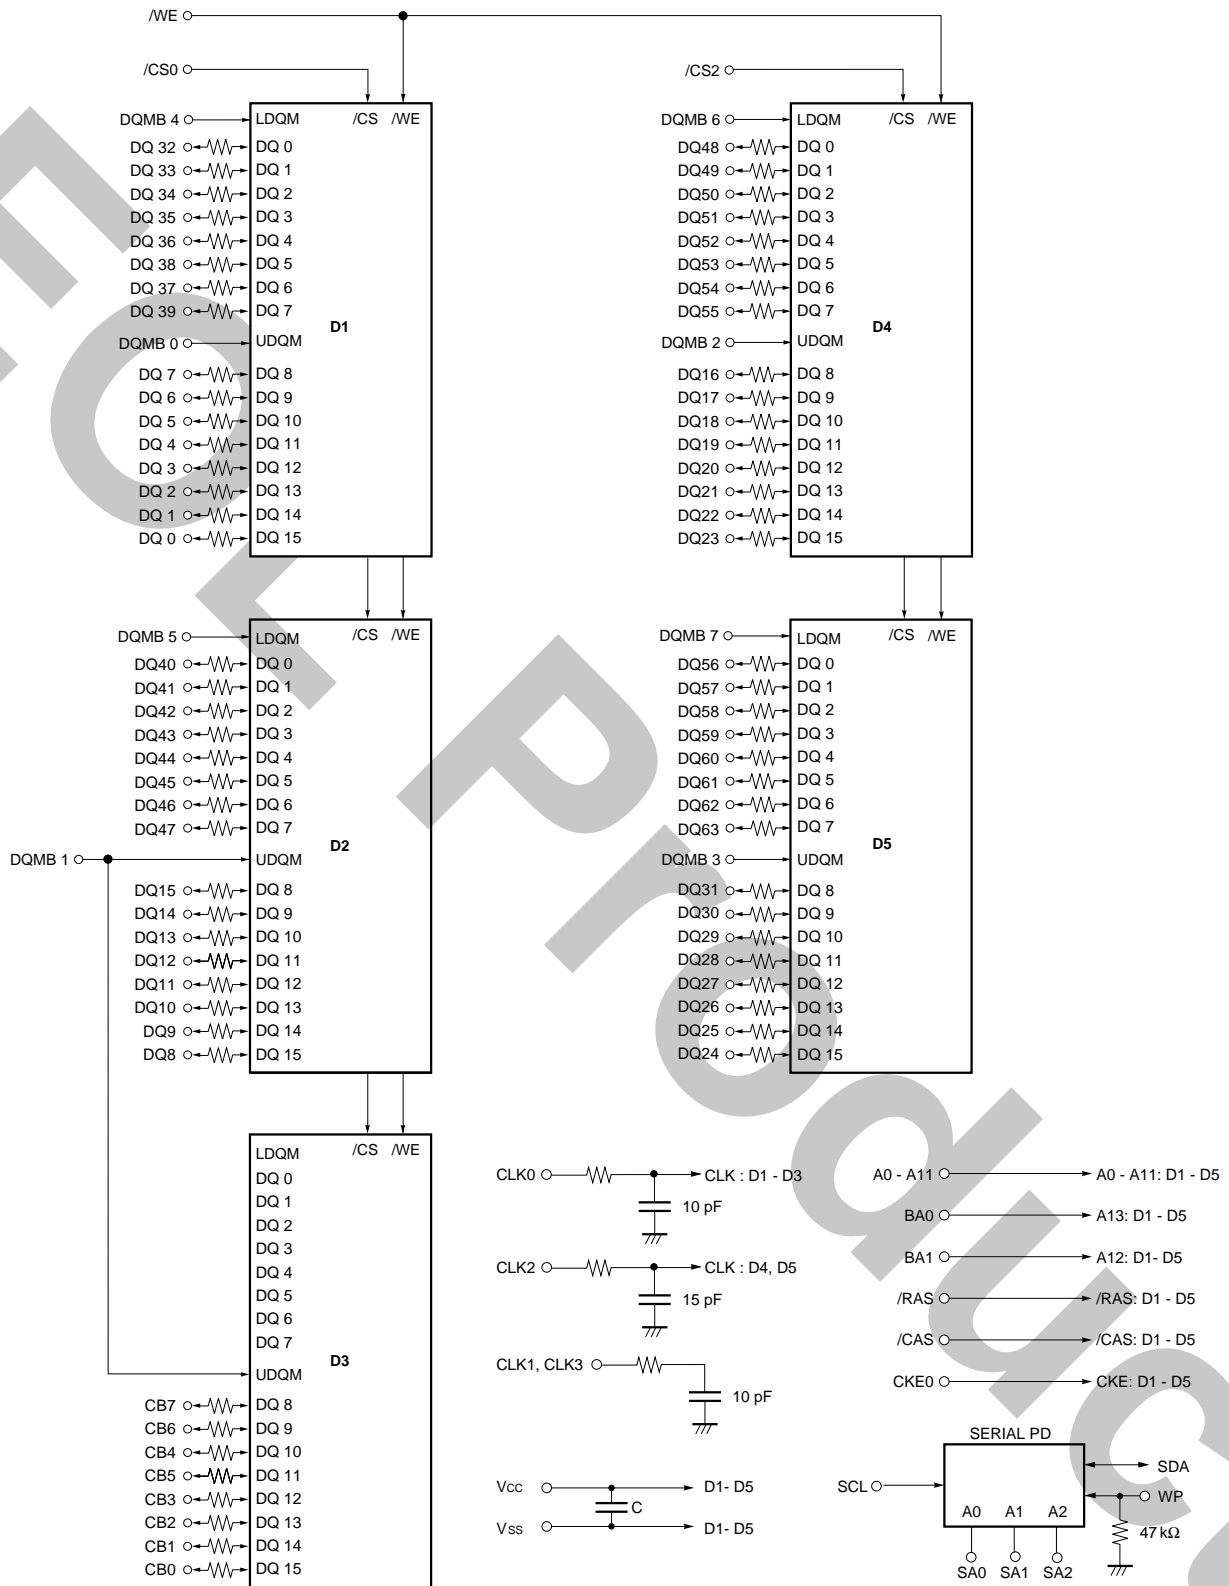 /WE
/CS0
/CS2
DQMB 4 LDQM /CS /WE
DQ 32 DQ 0
DQ 33 DQ 1
DQ 34 DQ 2
DQ 35 DQ 3
DQ 36 DQ 4
DQ 38 DQ 5
DQ 37 DQ 6
DQ 39 DQ 7
D1
DQMB 0 UDQM
DQ 7 DQ 8
DQ 6 DQ 9
DQ 5 DQ 10
DQ 4 DQ 11
DQ 3 DQ 12
DQ 2 DQ 13
DQ 1 DQ 14
DQ 0 DQ 15
DQMB 6 LDQM /CS /WE
DQ48 DQ 0
DQ49 DQ 1
DQ50 DQ 2
DQ51 DQ 3
DQ52 DQ 4
DQ53 DQ 5
DQ54 DQ 6
DQ55 DQ 7
D4
DQMB 2 UDQM
DQ16 DQ 8
DQ17 DQ 9
DQ18 DQ 10
DQ19 DQ 11
DQ20 DQ 12
DQ21 DQ 13
DQ22 DQ 14
DQ23 DQ 15
DQMB 5 LDQM /CS /WE
DQ40 DQ 0
DQ41 DQ 1
DQ42 DQ 2
DQ43 DQ 3
DQ44 DQ 4
DQ45 DQ 5
DQ46 DQ 6
DQ47 DQ 7
D2
DQMB 1 UDQM
DQ15 DQ 8
DQ14 DQ 9
DQ13 DQ 10
DQ12 DQ 11
DQ11 DQ 12
DQ10 DQ 13
DQ9 DQ 14
DQ8 DQ 15
DQMB 7 LDQM /CS /WE
DQ56 DQ 0
DQ57 DQ 1
DQ58 DQ 2
DQ59 DQ 3
DQ60 DQ 4
DQ61 DQ 5
DQ62 DQ 6
DQ63 DQ 7
D5
DQMB 3 UDQM
DQ31 DQ 8
DQ30 DQ 9
DQ29 DQ 10
DQ28 DQ 11
DQ27 DQ 12
DQ26 DQ 13
DQ25 DQ 14
DQ24 DQ 15
LDQM /CS /WE
DQ 0
DQ 1
DQ 2
DQ 3
DQ 4
DQ 5
DQ 6
DQ 7
D3
UDQM
CB7 DQ 8
CB6 DQ 9
CB4 DQ 10
CB5 DQ 11
CB3 DQ 12
CB2 DQ 13
CB1 DQ 14
CB0 DQ 15
CLK0 CLK : D1 - D3
10 pF
CLK2 CLK : D4, D5
15 pF
CLK1, CLK3
10 pF
Vcc D1- D5
C
Vss D1- D5
A0 - A11 A0 - A11: D1 - D5
BA0 A13: D1 - D5
BA1 A12: D1- D5
/RAS /RAS: D1 - D5
/CAS /CAS: D1 - D5
CKE0 CKE: D1 - D5
SERIAL PD
SCL SDA
WP
A0 A1 A2
47 kΩ
SA0 SA1 SA2
EOL Produc